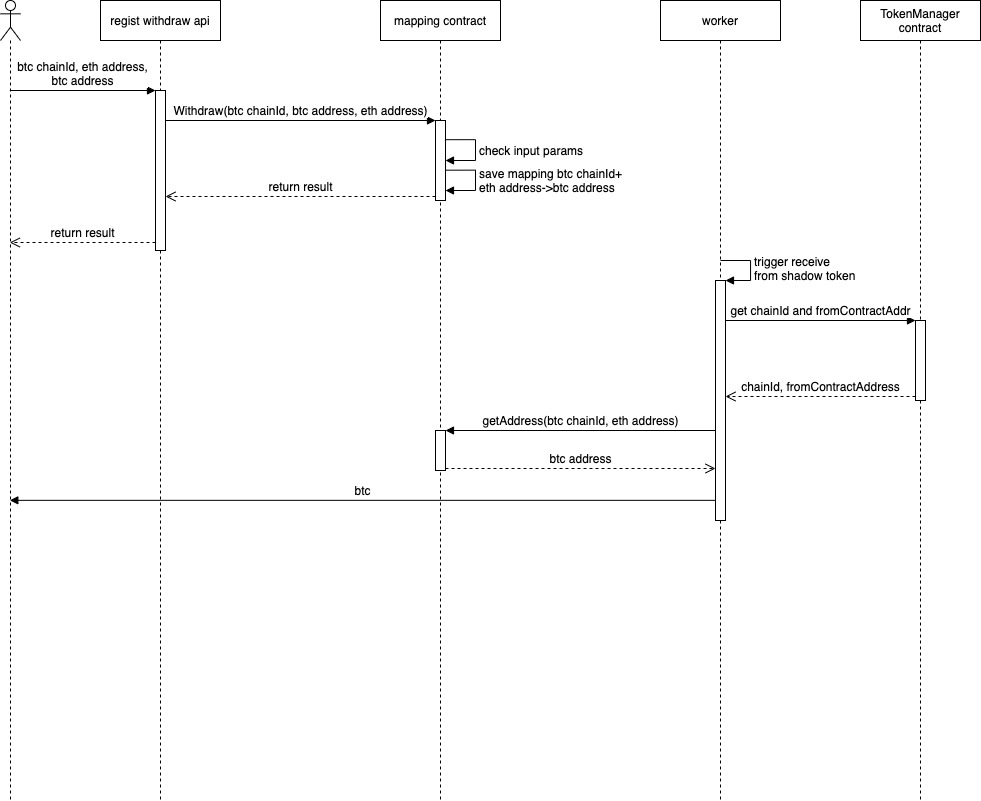 regist withdraw api
mapping contract
worker
TokenManager
contract
btc chainId, eth address,
btc address
Withdraw(btc chainId, btc address, eth address)
check input params
save mapping btc chainId+
eth address->btc address
return result
return result
trigger receive
from shadow token
get chainId and fromContractAddr
chainId, fromContractAddress
getAddress(btc chainId, eth address)
btc address
btc